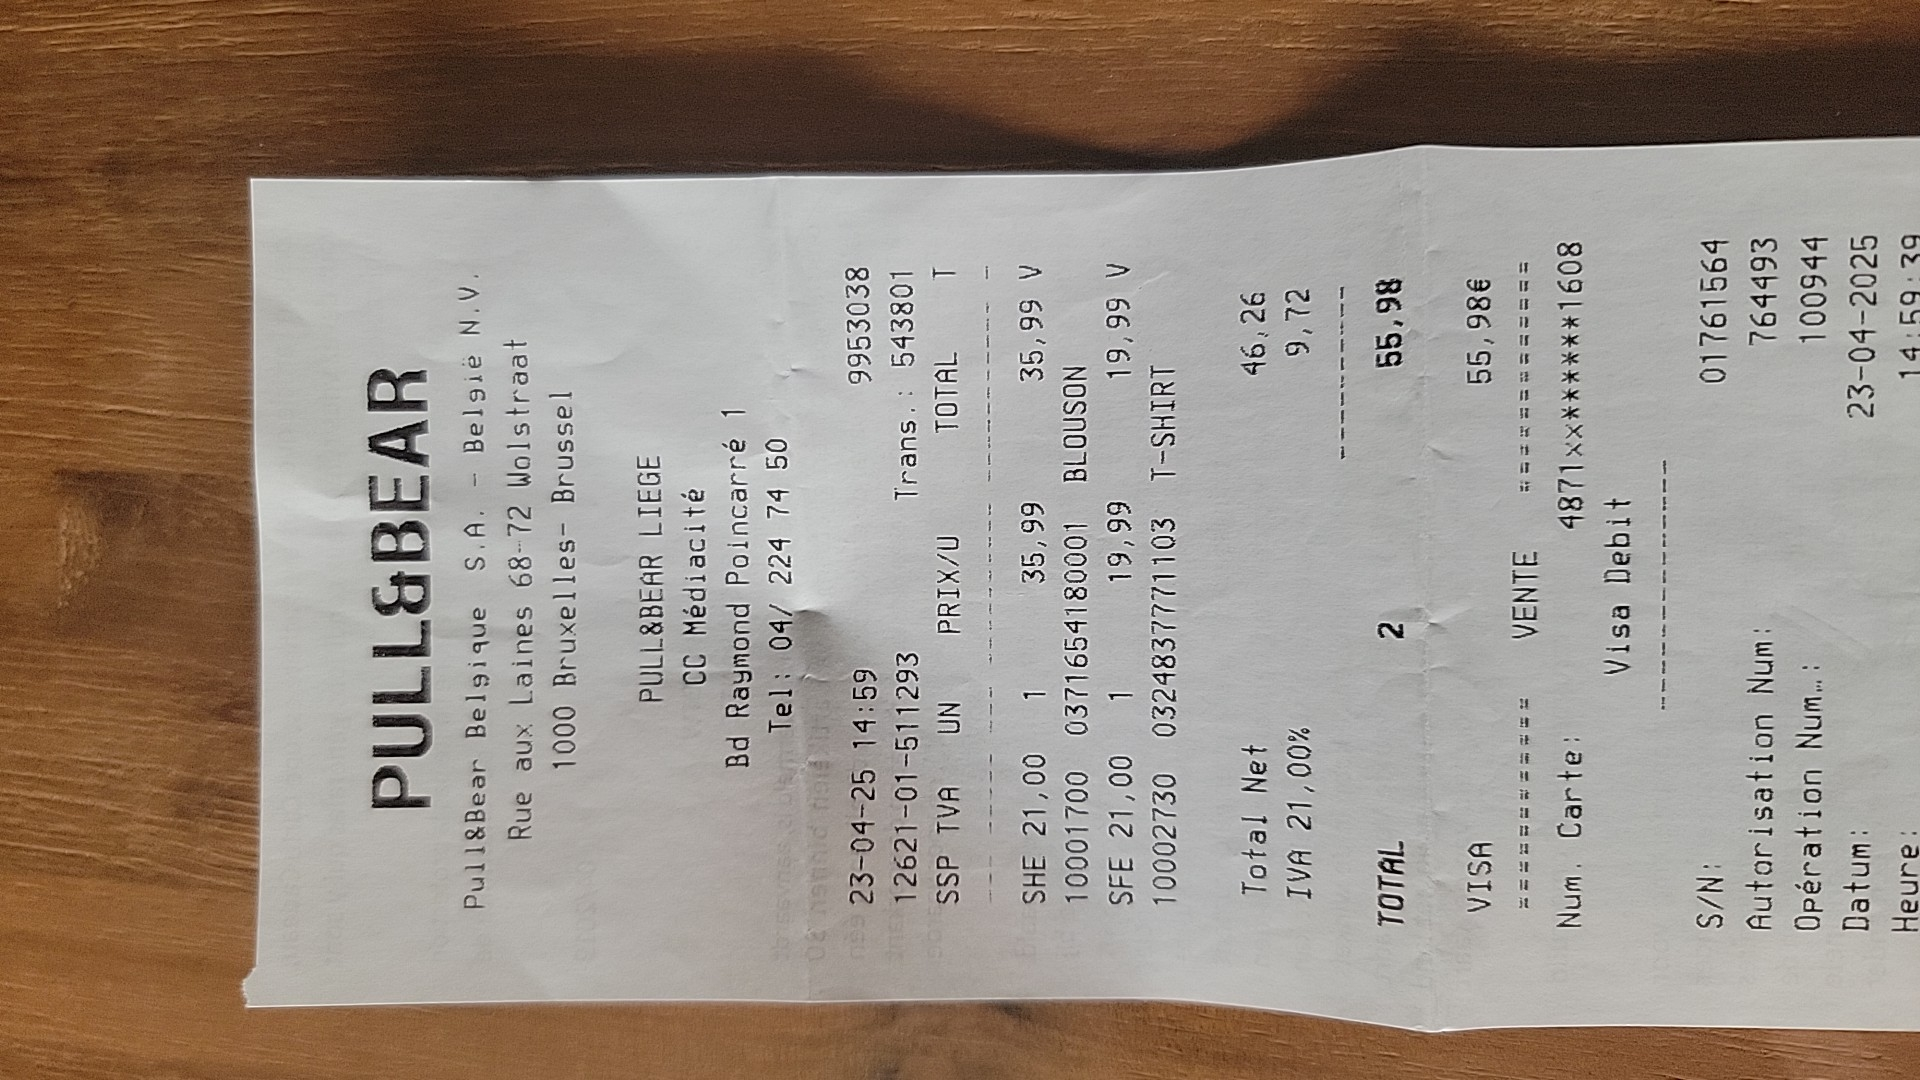 PULL&BEAR
Pull&Bear Belgique S.A. - België N.V.
Rue aux Laines 68-72 Wolstraat
1000 Bruxelles- Brussel
PULL&BEAR LIEGE
CC Médiacité
Bd Raymond Poincarré 1
Tel: 04/ 224 74 50
23-04-25 14:59 9953038
12621-01-511293 Trans.: 543801
SSP TVA UN PRIX/U TOTAL T
SHE 21,00 1 35,99 35,99 V
10001700 0371654180001 BLOUSON
SFE 21,00 1 19,99 19,99 V
10002730 03248377711103 T-SHIRT
Total Net 46,26
IVA 21,00% 9,72
TOTAL 2 55,98
VISA 55,98€
============ VENTE ============
Num. Carte: 4871xx******1608
Visa Debit
S/N: 01761564
Autorisation Num: 764493
Opération Num…: 100944
Datum: 23-04-2025
Heure: 14:59:39